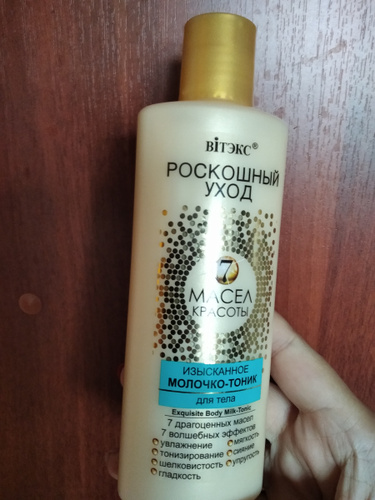 ВIТЭКС®
РОСКОШНЫЙ
УХОД
7
МАСЕЛ
КРАСОТЫ
ИЗЫСКАННОЕ
МОЛОЧКО-ТОНИК
для тела
Exquisite Body Milk-Tonic
7 драгоценных масел
7 волшебных эффектов
увлажнение мягкость
тонизирование сияние
шелковистость упругость
гладкость